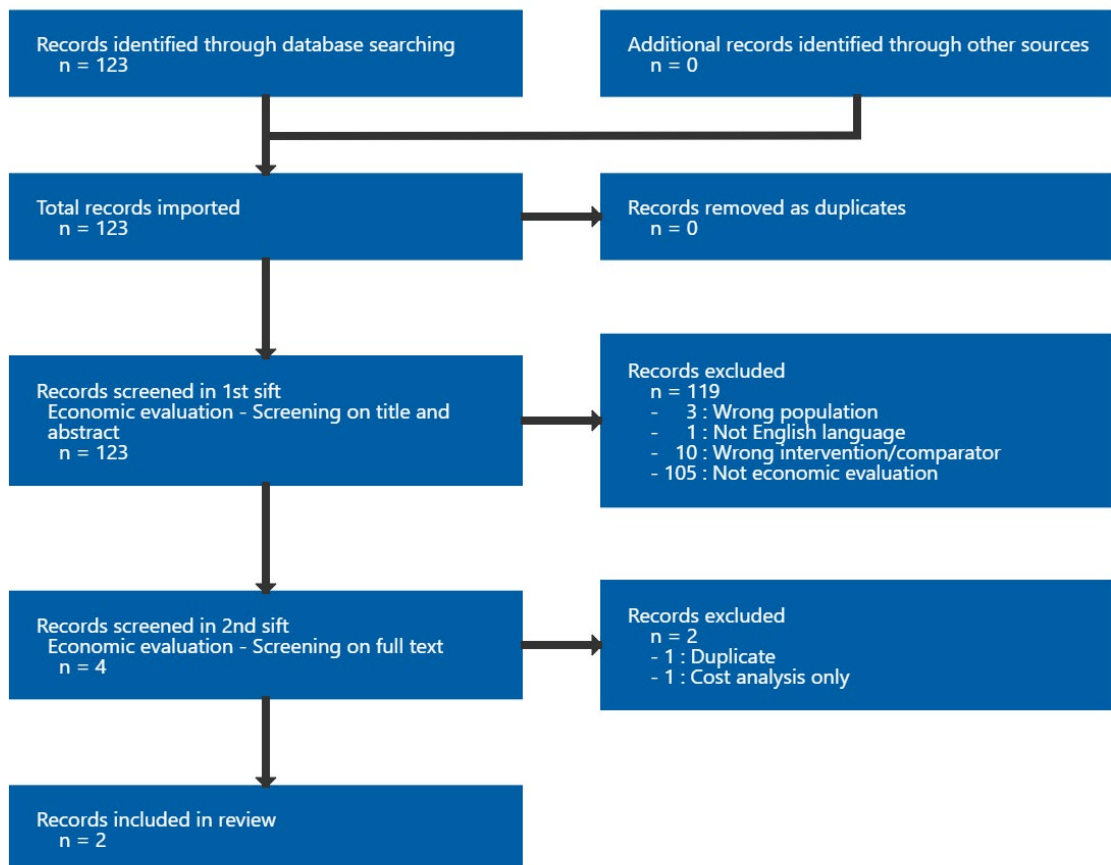 Records identified through database searching
n = 123
Additional records identified through other sources
n = 0
Total records imported
n = 123
Records removed as duplicates
n = 0
Records screened in 1st sift
Economic evaluation - Screening on title and
abstract
n = 123
Records excluded
n = 119
- 3 : Wrong population
- 1 : Not English language
- 10 : Wrong intervention/comparator
- 105 : Not economic evaluation
Records screened in 2nd sift
Economic evaluation - Screening on full text
n = 4
Records excluded
n = 2
- 1 : Duplicate
- 1 : Cost analysis only
Records included in review
n = 2